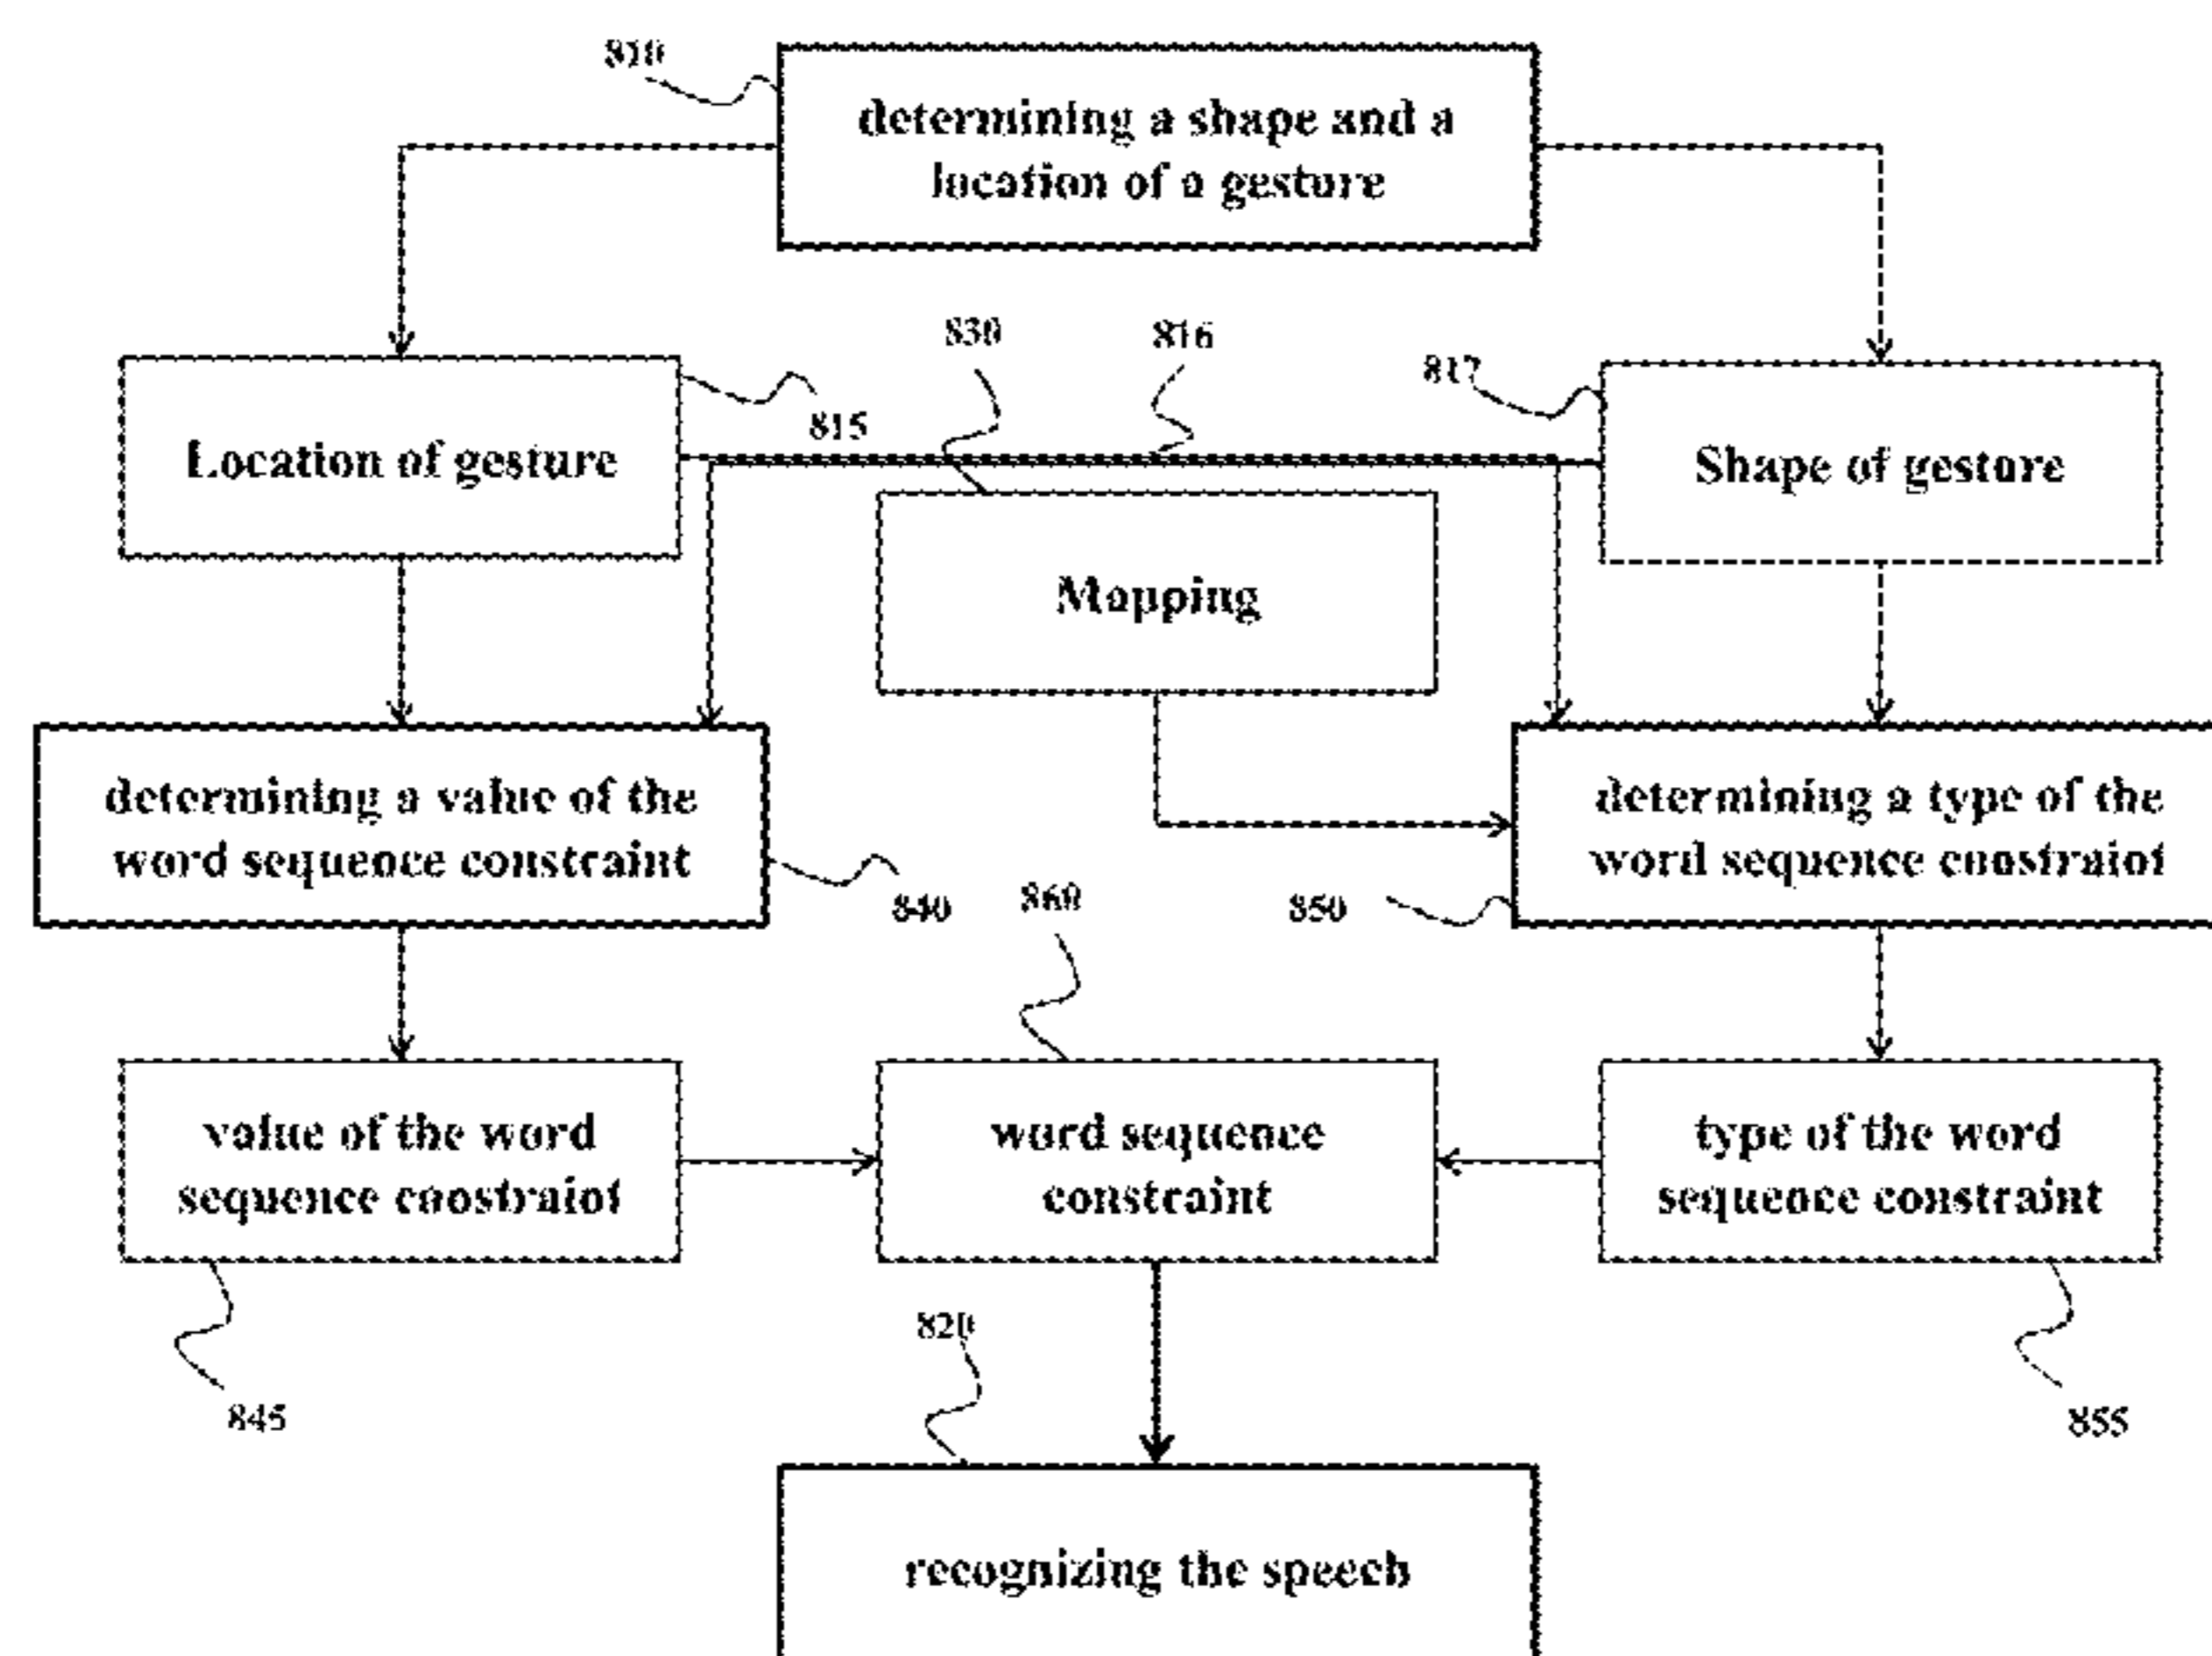 810
determining a shape and a
location of a gesture
830
816
817
815
Location of gesture
Shape of gesture
Mapping
determining a value of the
word sequence constraint
determining a type of the
word sequence constraint
840
860
850
value of the word
sequence constraint
word sequence
constraint
type of the word
sequence constraint
820
845
855
recognizing the speech